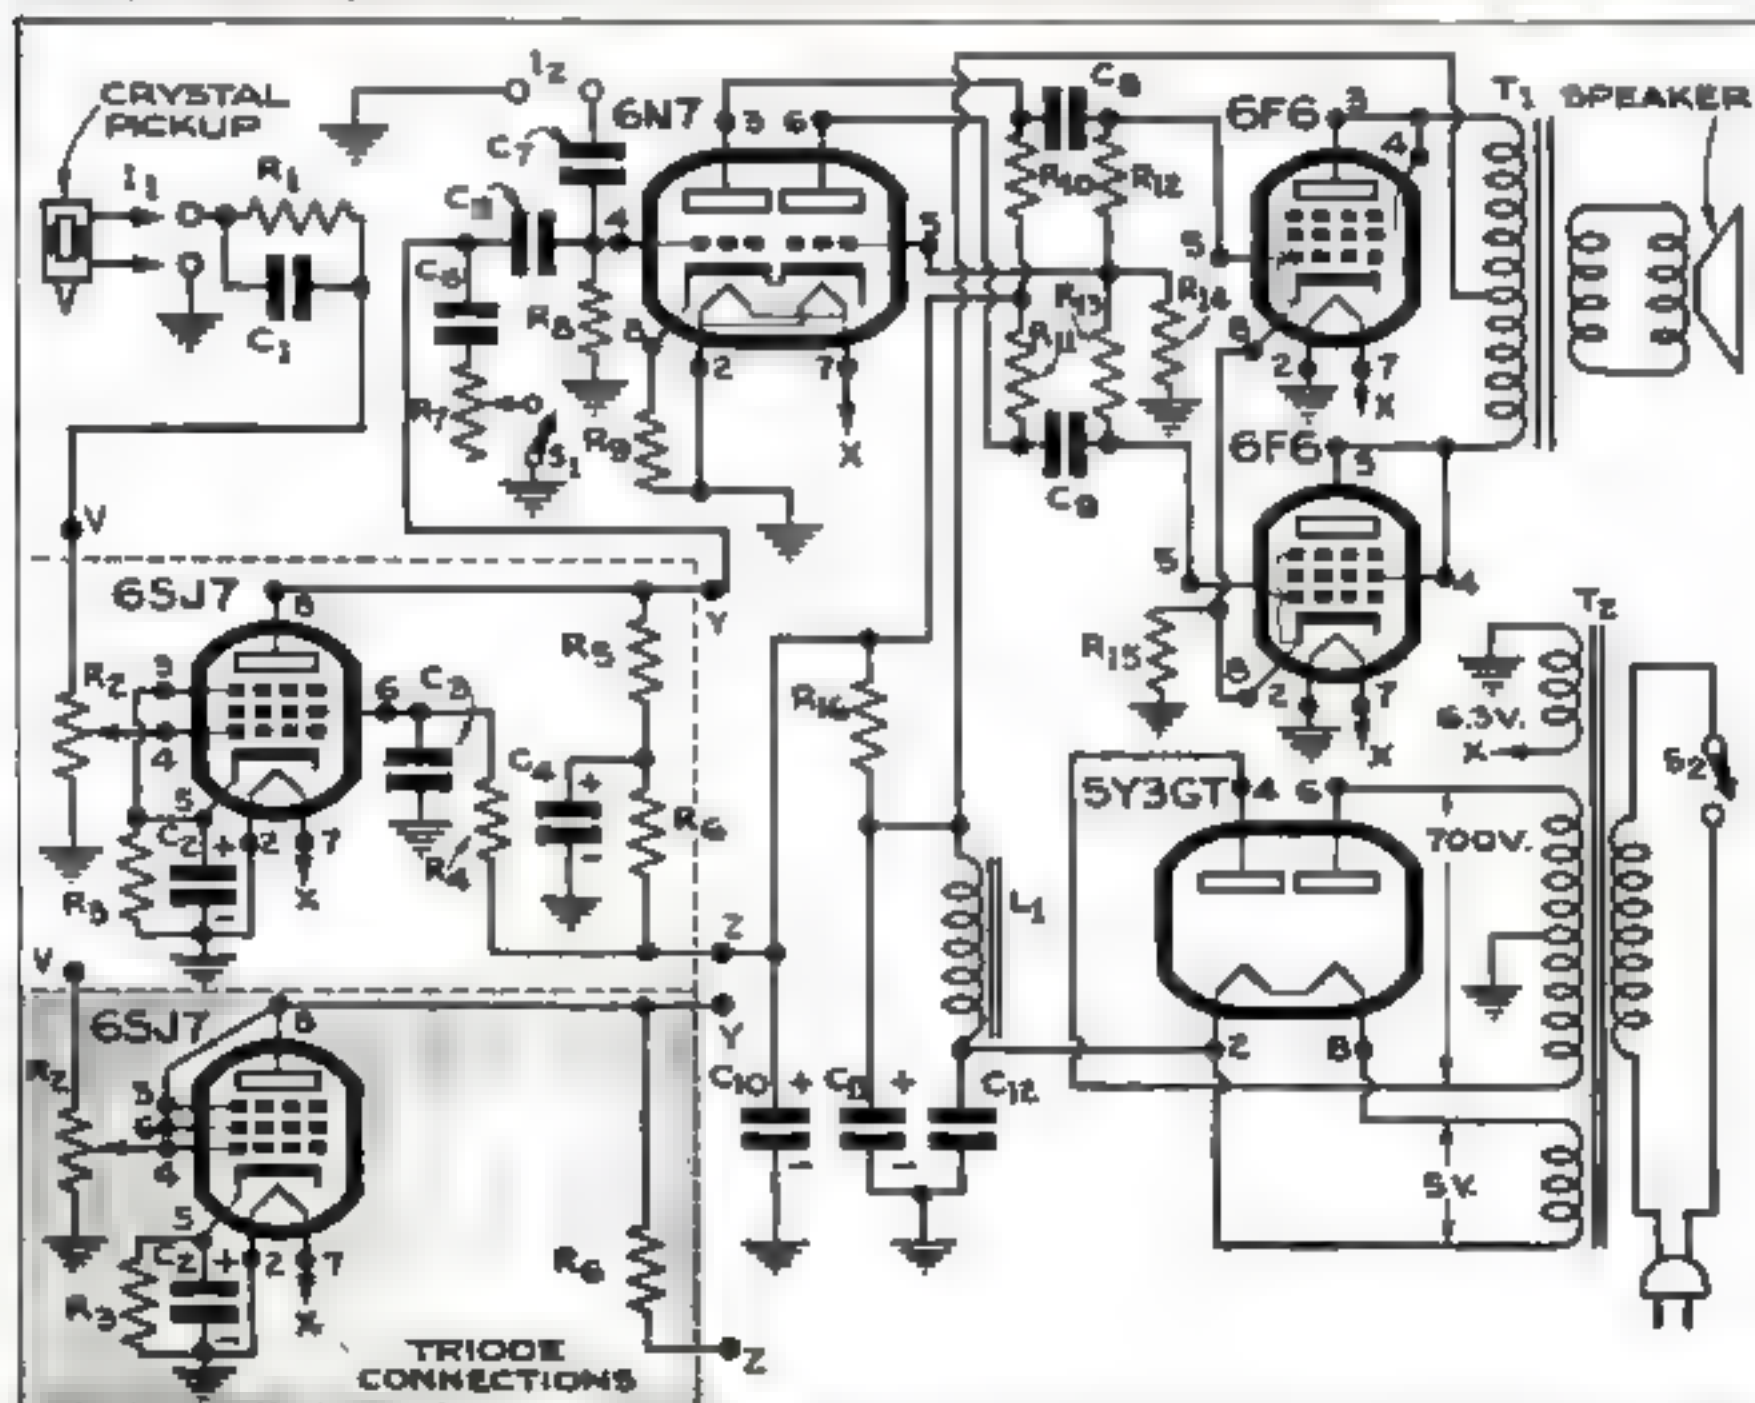 CRYSTAL
PICKUP
I1
R1
C1
I2
C7
6N7
3
6
4
5
C6
R8
R7
S1
R9
8
2
7
X
C8
R10
R12
R13
R14
R11
C9
6F6
3
4
5
8
2
7
X
T1
SPEAKER
6F6
5
4
8
2
7
X
R15
V
6SJ7
8
Y
R2
3
4
5
6
C3
C2
+
-
2
7
X
R3
R4
C4
+
-
R5
R6
Z
R16
L1
5Y3GT
4
6
2
8
T2
6.3V.
X
700V.
5V.
S2
C10
+
-
+
-
C12
V
6SJ7
8
Y
R2
4
5
C2
+
-
2
7
X
R3
R6
Z
TRIODE
CONNECTIONS